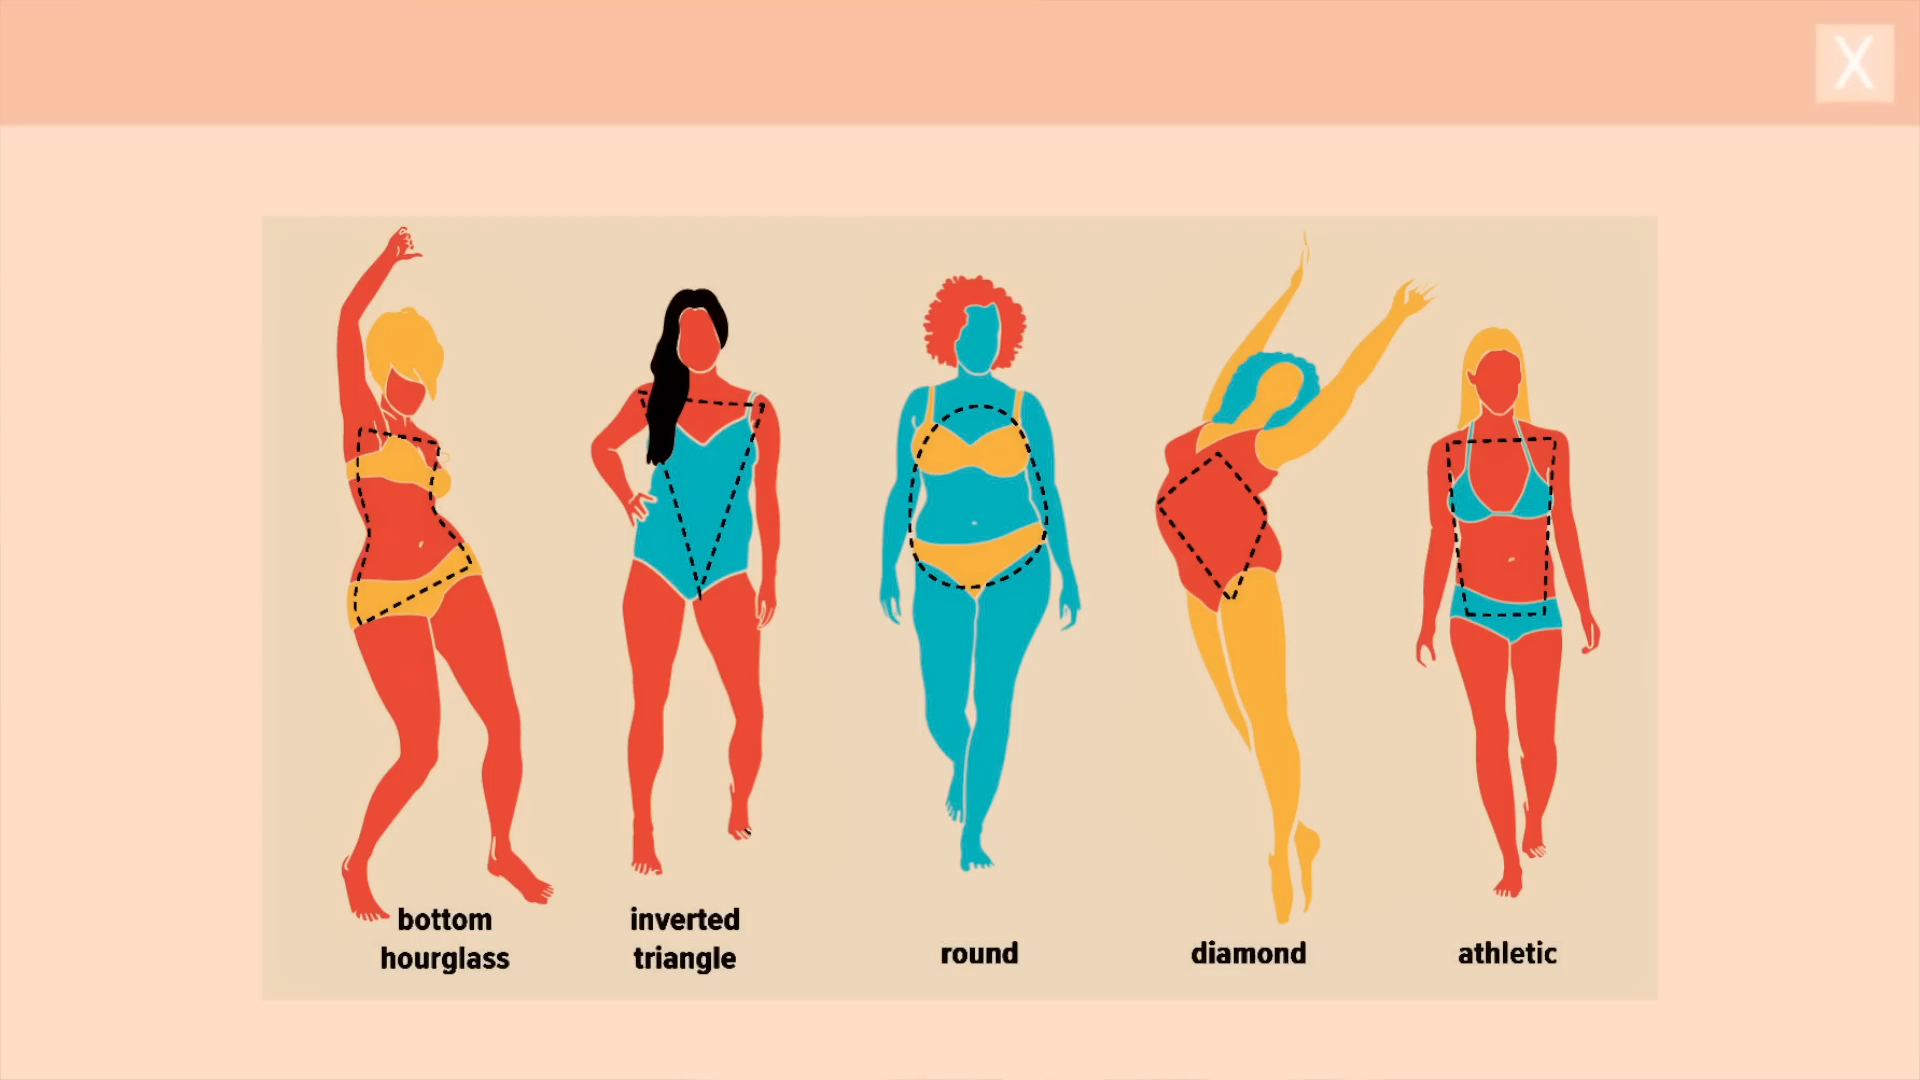 X
bottom
hourglass
inverted
triangle
round
diamond
athletic